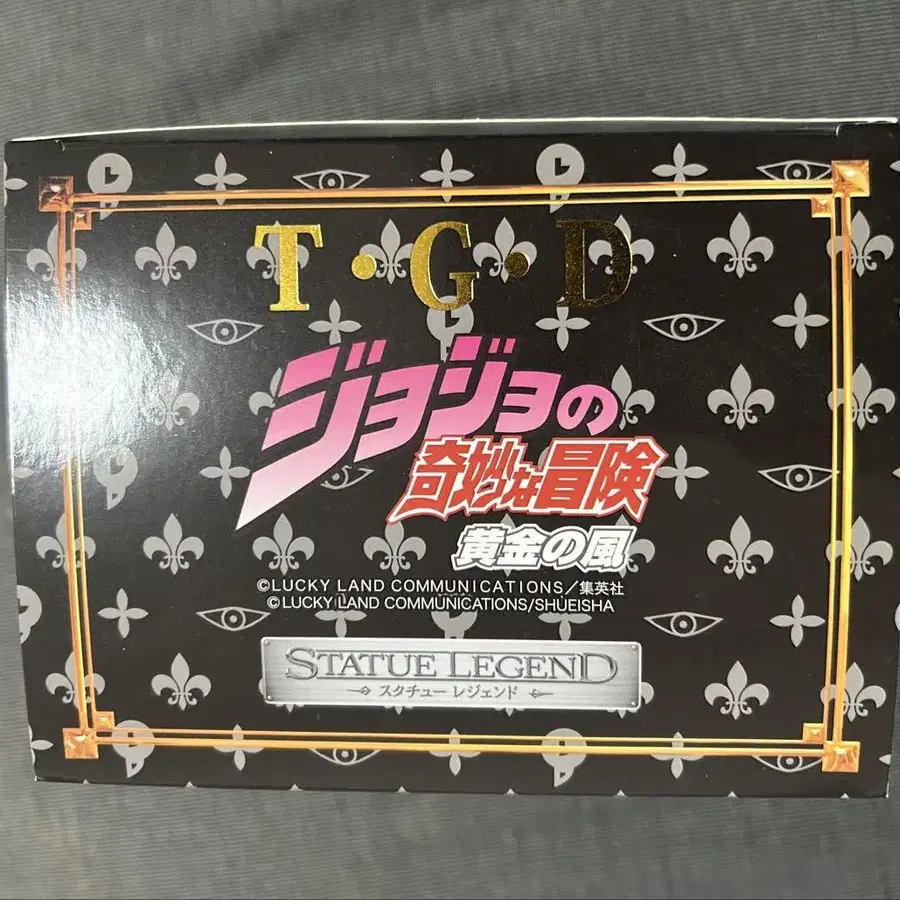 T・G・D
ジョジョの
奇妙な冒険
黄金の風
©LUCKY LAND COMMUNICATIONS/集英社
©LUCKY LAND COMMUNICATIONS/SHUEISHA
STATUE LEGEND
スタチュー レジェンド